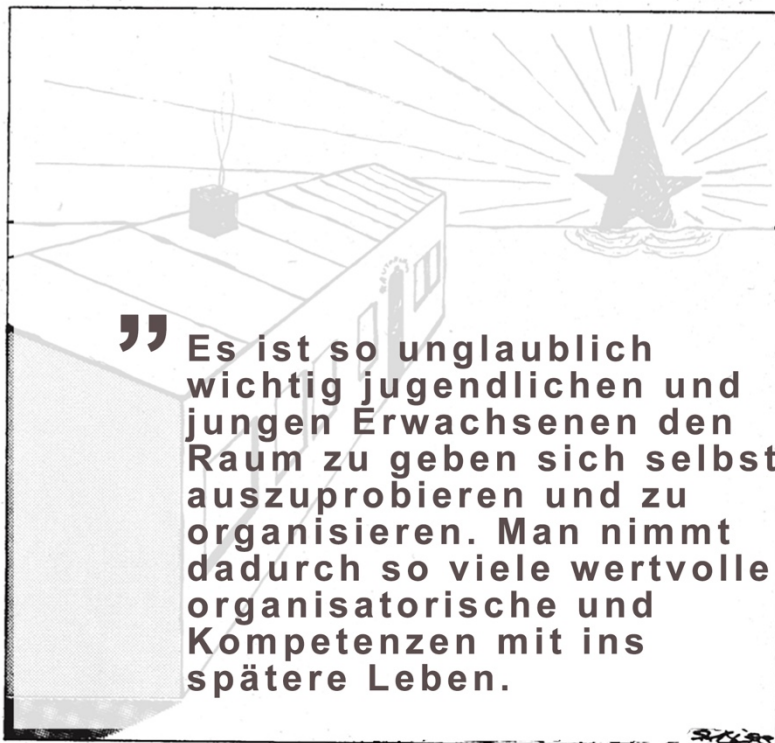 ” Es ist so unglaublich
wichtig jugendlichen und
jungen Erwachsenen den
Raum zu geben sich selbst
auszuprobieren und zu
organisieren. Man nimmt
dadurch so viele wertvolle
organisatorische und
Kompetenzen mit ins
spätere Leben.